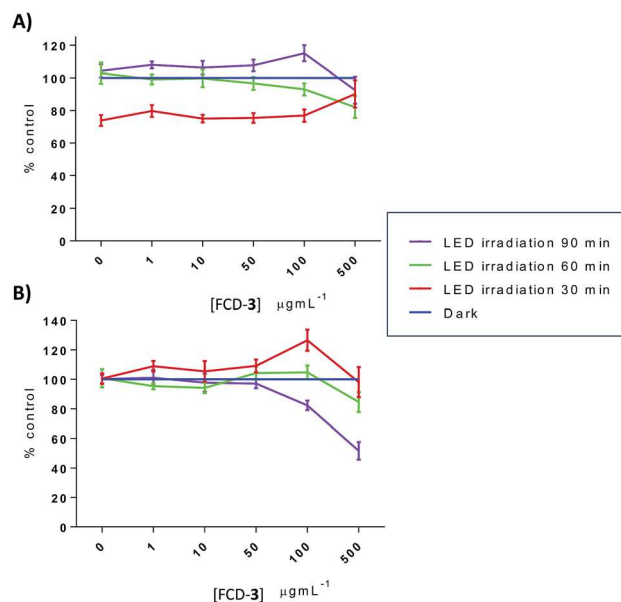 A)
120
100
80
60
40
20
0
% control
0 1 10 50 100 500
[FCD-3] µgmL⁻¹
LED irradiation 90 min
LED irradiation 60 min
LED irradiation 30 min
Dark
B)
140
120
100
80
60
40
20
0
% control
0 1 10 50 100 500
[FCD-3] µgmL⁻¹